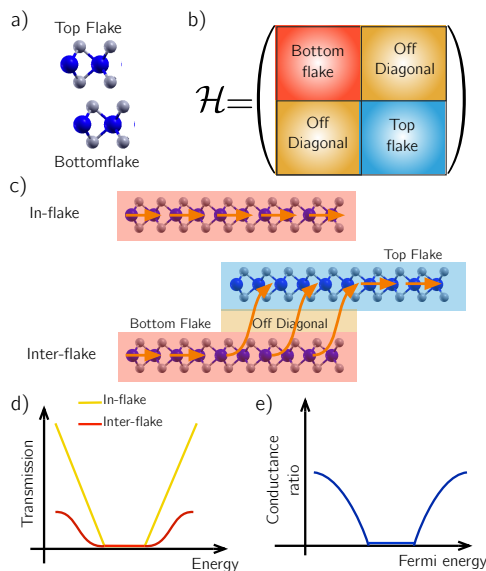 a)
Top Flake
Bottomflake
b)
ℋ=
Bottom
flake
Off
Diagonal
Off
Diagonal
Top
flake
c)
In-flake
Top Flake
Bottom Flake
Off Diagonal
Inter-flake
d)
In-flake
Inter-flake
Transmission
Energy
e)
Conductance
ratio
Fermi energy